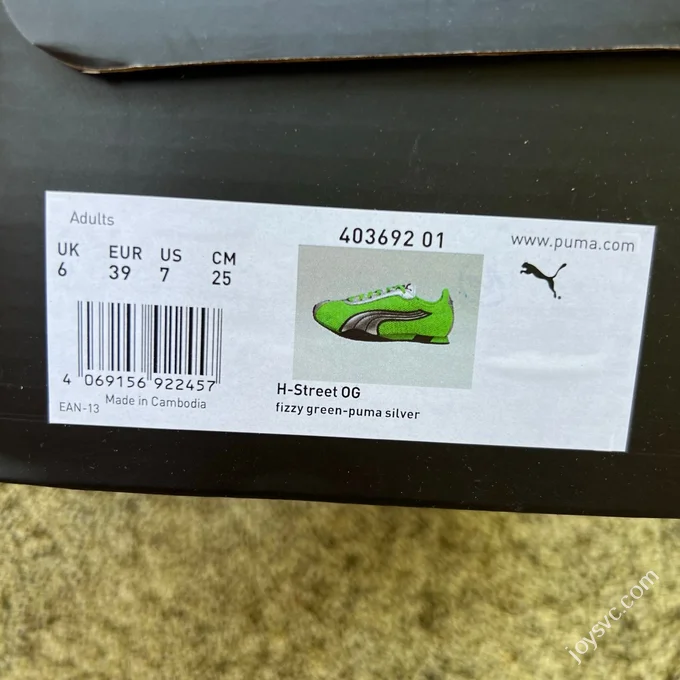 Adults
UK EUR US CM
6 39 7 25
4 069156 922457
EAN-13 Made in Cambodia
403692 01
H-Street OG
fizzy green-puma silver
www.puma.com
joysvc.com